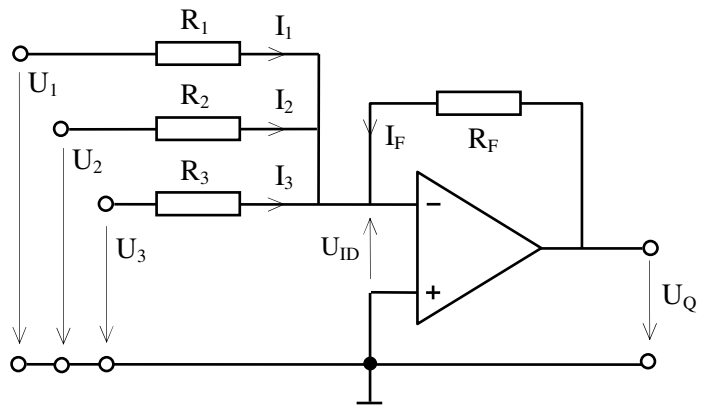 R1
I1
U1
R2
I2
U2
R3
I3
U3
IF
RF
UID
−
+
UQ